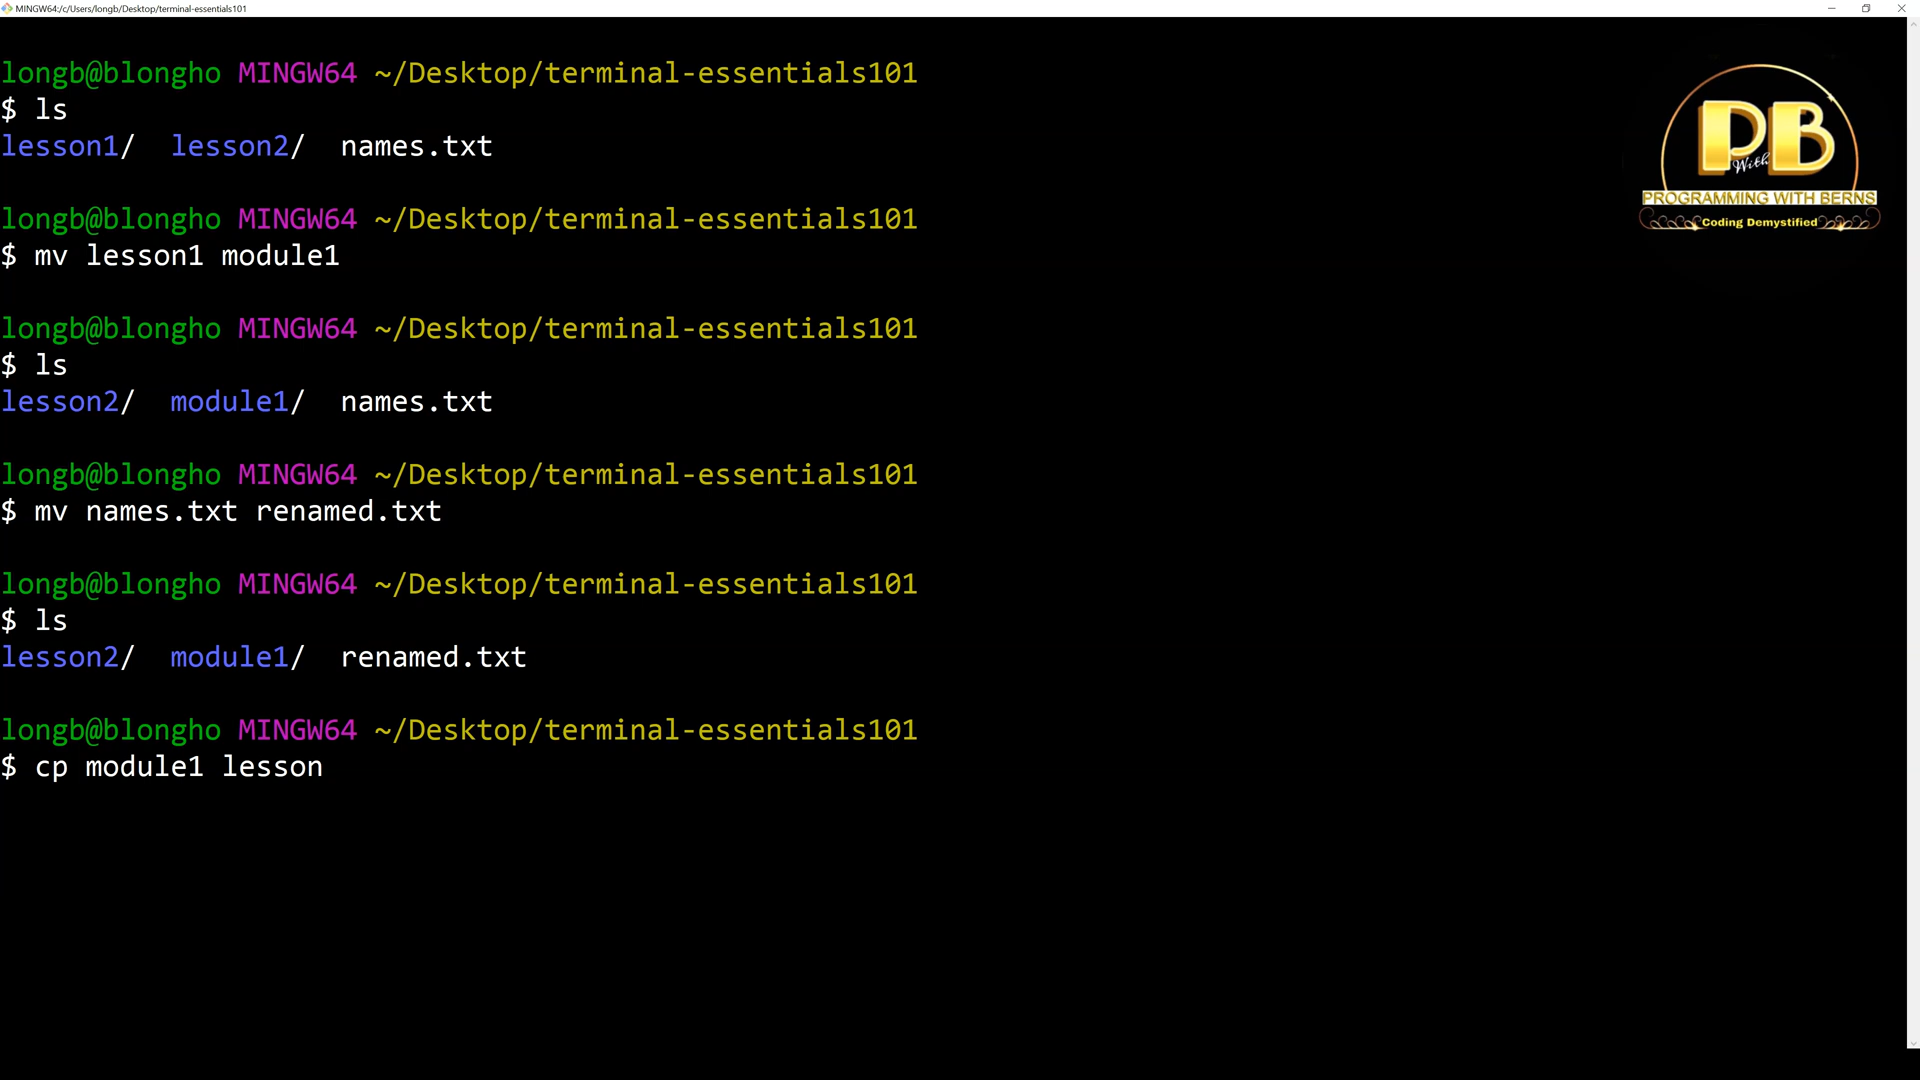 MINGW64:/c/Users/longb/Desktop/terminal-essentials101
longb@blongho MINGW64 ~/Desktop/terminal-essentials101
$ ls
lesson1/  lesson2/  names.txt
longb@blongho MINGW64 ~/Desktop/terminal-essentials101
$ mv lesson1 module1
longb@blongho MINGW64 ~/Desktop/terminal-essentials101
$ ls
lesson2/  module1/  names.txt
longb@blongho MINGW64 ~/Desktop/terminal-essentials101
$ mv names.txt renamed.txt
longb@blongho MINGW64 ~/Desktop/terminal-essentials101
$ ls
lesson2/  module1/  renamed.txt
longb@blongho MINGW64 ~/Desktop/terminal-essentials101
$ cp module1 lesson
P With B
PROGRAMMING WITH BERNS
Coding Demystified